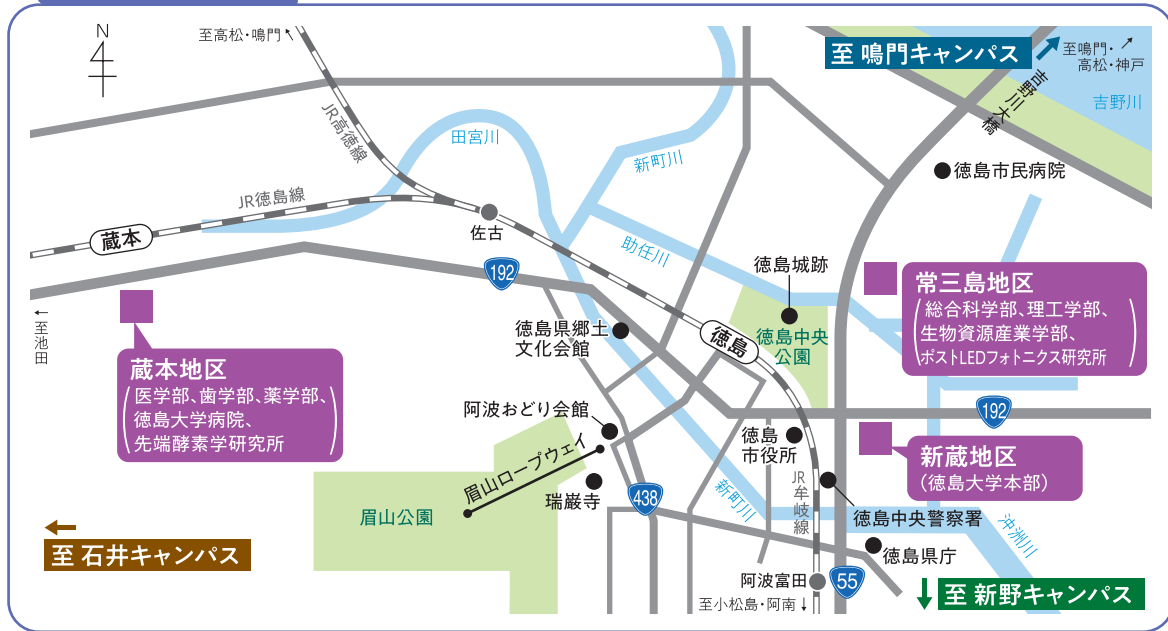 N
至高松・鳴門
至 鳴門キャンパス
至鳴門・
高松・神戸
吉野川大橋
吉野川
JR高徳線
田宮川
新町川
徳島市民病院
JR徳島線
蔵本
佐古
助任川
192
徳島城跡
常三島地区
(総合科学部、理工学部、
生物資源産業学部、
ポストLEDフォトニクス研究所)
←至池田
徳島県郷土
文化会館
徳島
徳島中央
公園
蔵本地区
(医学部、歯学部、薬学部、
徳島大学病院、
先端酵素学研究所)
阿波おどり会館
192
徳島
市役所
新蔵地区
(徳島大学本部)
眉山ロープウェイ
瑞巌寺
438
新町川
JR牟岐線
徳島中央警察署
沖洲川
眉山公園
徳島県庁
至 石井キャンパス
阿波富田
55
至小松島・阿南↓
至 新野キャンパス